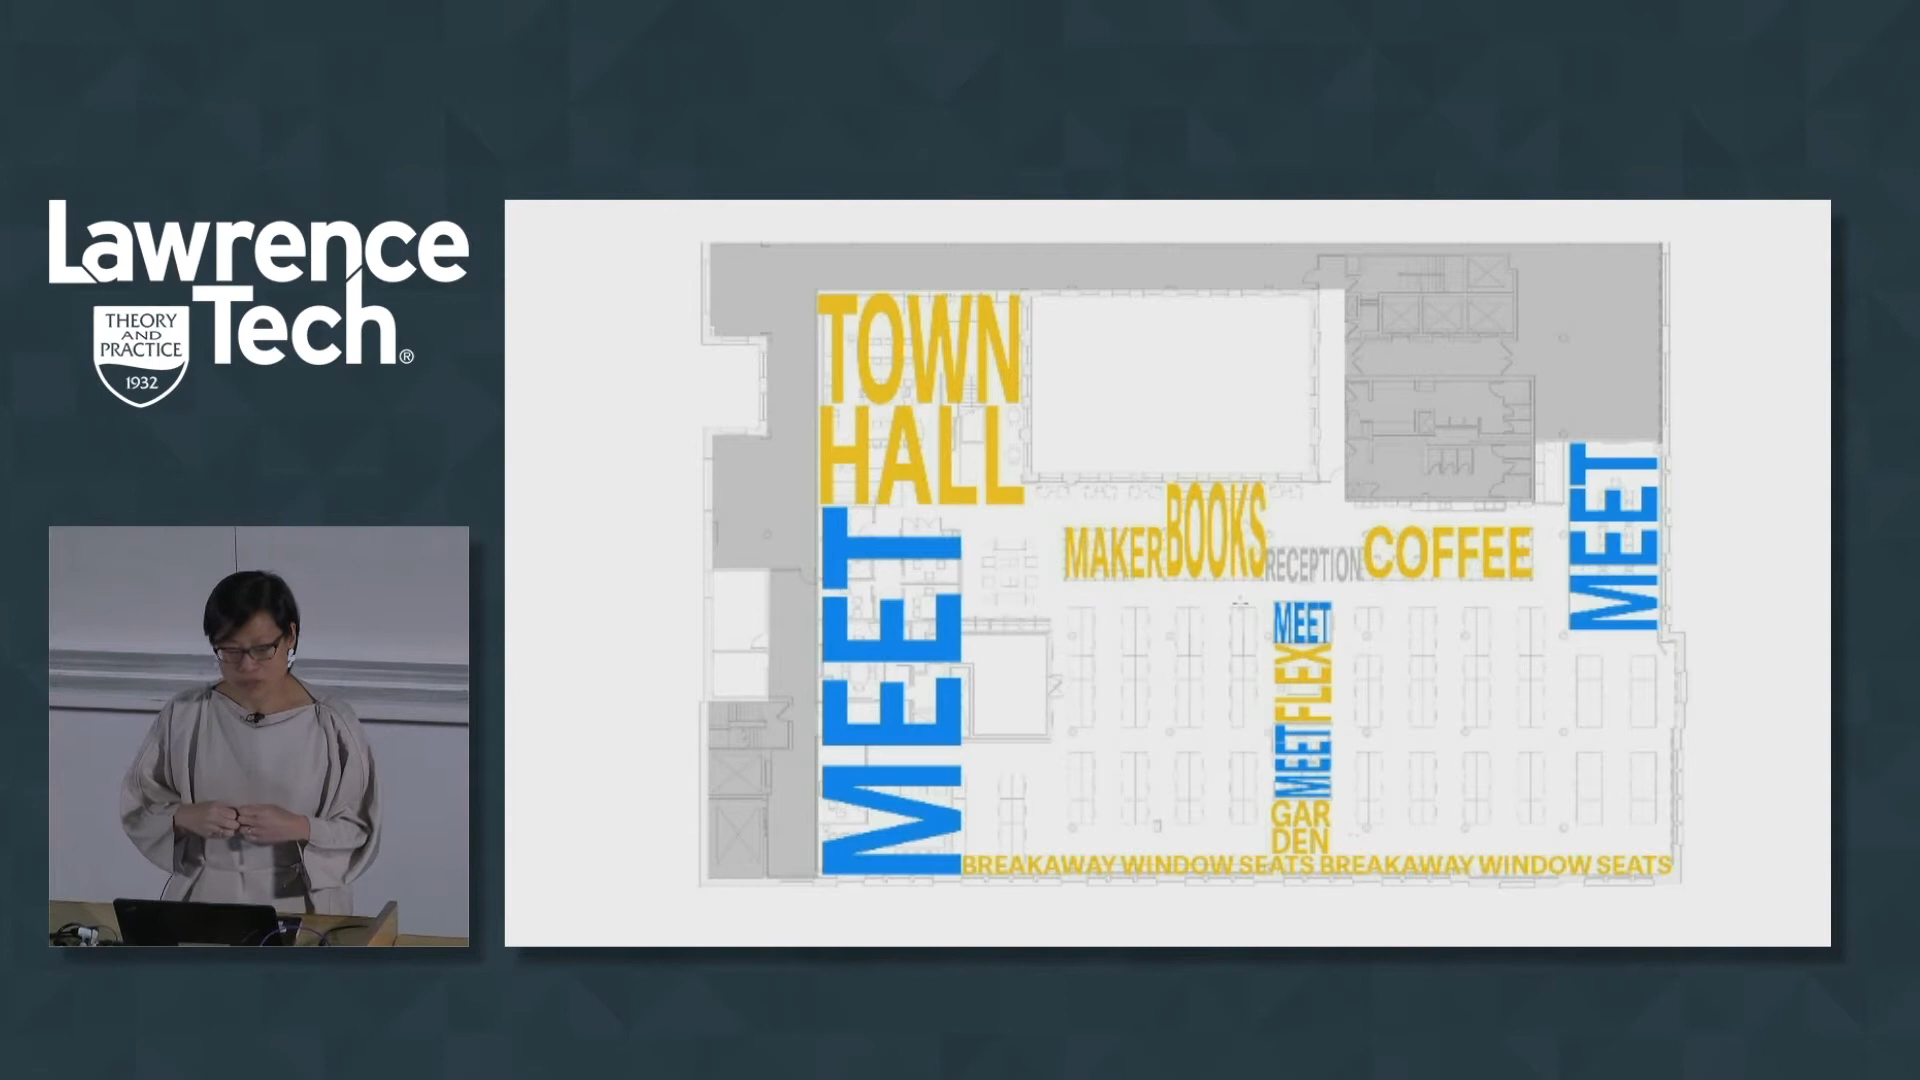 Lawrence
Tech®
THEORY
AND
PRACTICE
1932
TOWN
HALL
MEET
MAKER
BOOKS
RECEPTION
COFFEE
MEET
MEET
FLEX
MEET
GAR
DEN
BREAKAWAY WINDOW SEATS BREAKAWAY WINDOW SEATS